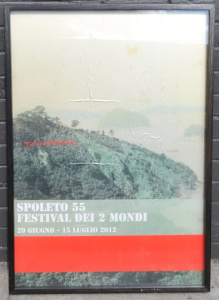 SPOLETO 55
FESTIVAL DEI 2 MONDI
29 GIUGNO - 15 LUGLIO 2012